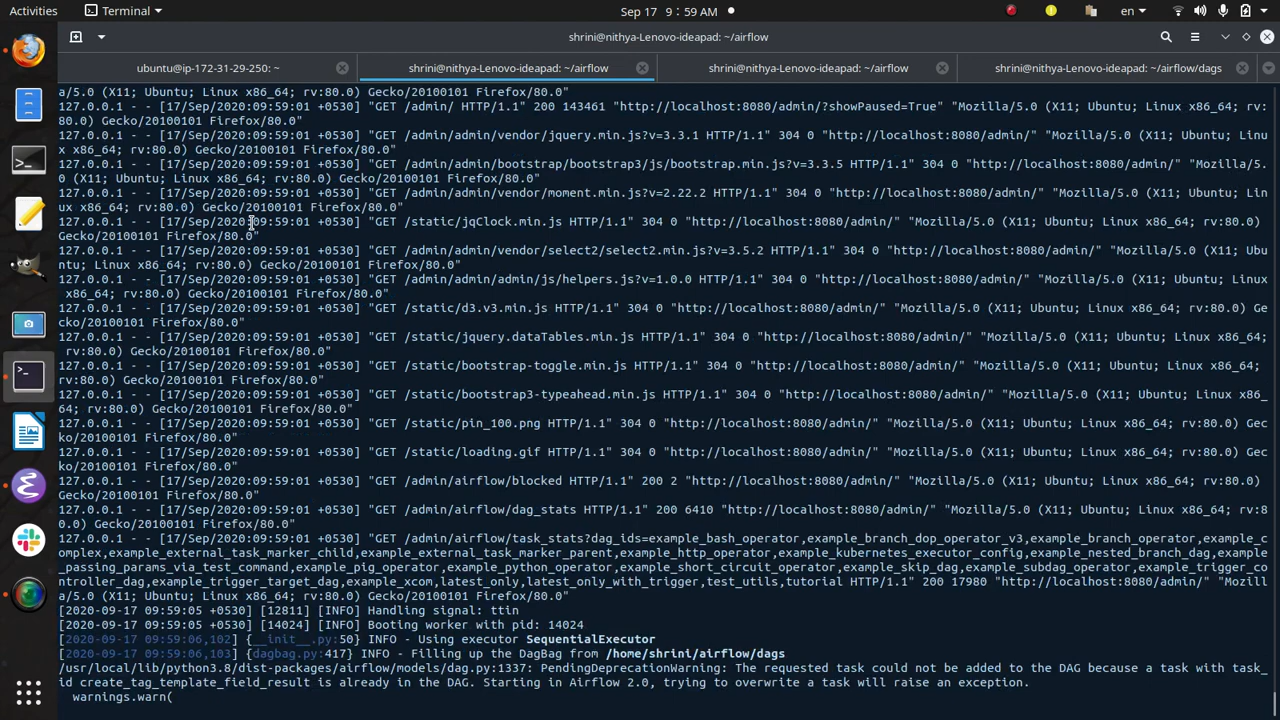 Activities
Terminal
Sep 17 9:59 AM
en
shrini@nithya-Lenovo-ideapad: ~/airflow
ubuntu@ip-172-31-29-250: ~
shrini@nithya-Lenovo-ideapad: ~/airflow
shrini@nithya-Lenovo-ideapad: ~/airflow
shrini@nithya-Lenovo-ideapad: ~/airflow/dags
a/5.0 (X11; Ubuntu; Linux x86_64; rv:80.0) Gecko/20100101 Firefox/80.0"
127.0.0.1 - - [17/Sep/2020:09:59:01 +0530] "GET /admin/ HTTP/1.1" 200 143461 "http://localhost:8080/admin/?showPaused=True" "Mozilla/5.0 (X11; Ubuntu; Linux x86_64; rv:
80.0) Gecko/20100101 Firefox/80.0"
127.0.0.1 - - [17/Sep/2020:09:59:01 +0530] "GET /admin/admin/vendor/jquery.min.js?v=3.3.1 HTTP/1.1" 304 0 "http://localhost:8080/admin/" "Mozilla/5.0 (X11; Ubuntu; Linu
x x86_64; rv:80.0) Gecko/20100101 Firefox/80.0"
127.0.0.1 - - [17/Sep/2020:09:59:01 +0530] "GET /admin/admin/bootstrap/bootstrap3/js/bootstrap.min.js?v=3.3.5 HTTP/1.1" 304 0 "http://localhost:8080/admin/" "Mozilla/5.
0 (X11; Ubuntu; Linux x86_64; rv:80.0) Gecko/20100101 Firefox/80.0"
127.0.0.1 - - [17/Sep/2020:09:59:01 +0530] "GET /admin/admin/vendor/moment.min.js?v=2.22.2 HTTP/1.1" 304 0 "http://localhost:8080/admin/" "Mozilla/5.0 (X11; Ubuntu; Lin
ux x86_64; rv:80.0) Gecko/20100101 Firefox/80.0"
127.0.0.1 - - [17/Sep/2020:09:59:01 +0530] "GET /static/jqClock.min.js HTTP/1.1" 304 0 "http://localhost:8080/admin/" "Mozilla/5.0 (X11; Ubuntu; Linux x86_64; rv:80.0)
Gecko/20100101 Firefox/80.0"
127.0.0.1 - - [17/Sep/2020:09:59:01 +0530] "GET /admin/admin/vendor/select2/select2.min.js?v=3.5.2 HTTP/1.1" 304 0 "http://localhost:8080/admin/" "Mozilla/5.0 (X11; Ubu
ntu; Linux x86_64; rv:80.0) Gecko/20100101 Firefox/80.0"
127.0.0.1 - - [17/Sep/2020:09:59:01 +0530] "GET /admin/admin/admin/js/helpers.js?v=1.0.0 HTTP/1.1" 304 0 "http://localhost:8080/admin/" "Mozilla/5.0 (X11; Ubuntu; Linux
x86_64; rv:80.0) Gecko/20100101 Firefox/80.0"
127.0.0.1 - - [17/Sep/2020:09:59:01 +0530] "GET /static/d3.v3.min.js HTTP/1.1" 304 0 "http://localhost:8080/admin/" "Mozilla/5.0 (X11; Ubuntu; Linux x86_64; rv:80.0) Ge
cko/20100101 Firefox/80.0"
127.0.0.1 - - [17/Sep/2020:09:59:01 +0530] "GET /static/jquery.dataTables.min.js HTTP/1.1" 304 0 "http://localhost:8080/admin/" "Mozilla/5.0 (X11; Ubuntu; Linux x86_64;
rv:80.0) Gecko/20100101 Firefox/80.0"
127.0.0.1 - - [17/Sep/2020:09:59:01 +0530] "GET /static/bootstrap-toggle.min.js HTTP/1.1" 304 0 "http://localhost:8080/admin/" "Mozilla/5.0 (X11; Ubuntu; Linux x86_64;
rv:80.0) Gecko/20100101 Firefox/80.0"
127.0.0.1 - - [17/Sep/2020:09:59:01 +0530] "GET /static/bootstrap3-typeahead.min.js HTTP/1.1" 304 0 "http://localhost:8080/admin/" "Mozilla/5.0 (X11; Ubuntu; Linux x86_
64; rv:80.0) Gecko/20100101 Firefox/80.0"
127.0.0.1 - - [17/Sep/2020:09:59:01 +0530] "GET /static/pin_100.png HTTP/1.1" 304 0 "http://localhost:8080/admin/" "Mozilla/5.0 (X11; Ubuntu; Linux x86_64; rv:80.0) Gec
ko/20100101 Firefox/80.0"
127.0.0.1 - - [17/Sep/2020:09:59:01 +0530] "GET /static/loading.gif HTTP/1.1" 304 0 "http://localhost:8080/admin/" "Mozilla/5.0 (X11; Ubuntu; Linux x86_64; rv:80.0) Gec
ko/20100101 Firefox/80.0"
127.0.0.1 - - [17/Sep/2020:09:59:01 +0530] "GET /admin/airflow/blocked HTTP/1.1" 200 2 "http://localhost:8080/admin/" "Mozilla/5.0 (X11; Ubuntu; Linux x86_64; rv:80.0)
Gecko/20100101 Firefox/80.0"
127.0.0.1 - - [17/Sep/2020:09:59:01 +0530] "GET /admin/airflow/dag_stats HTTP/1.1" 200 6410 "http://localhost:8080/admin/" "Mozilla/5.0 (X11; Ubuntu; Linux x86_64; rv:8
0.0) Gecko/20100101 Firefox/80.0"
127.0.0.1 - - [17/Sep/2020:09:59:01 +0530] "GET /admin/airflow/task_stats?dag_ids=example_bash_operator,example_branch_dop_operator_v3,example_branch_operator,example_c
omplex,example_external_task_marker_child,example_external_task_marker_parent,example_http_operator,example_kubernetes_executor_config,example_nested_branch_dag,example
_passing_params_via_test_command,example_pig_operator,example_python_operator,example_short_circuit_operator,example_skip_dag,example_subdag_operator,example_trigger_co
ntroller_dag,example_trigger_target_dag,example_xcom,latest_only,latest_only_with_trigger,test_utils,tutorial HTTP/1.1" 200 17980 "http://localhost:8080/admin/" "Mozill
a/5.0 (X11; Ubuntu; Linux x86_64; rv:80.0) Gecko/20100101 Firefox/80.0"
[2020-09-17 09:59:05 +0530] [12811] [INFO] Handling signal: ttin
[2020-09-17 09:59:05 +0530] [14024] [INFO] Booting worker with pid: 14024
[2020-09-17 09:59:06,102] {__init__.py:50} INFO - Using executor SequentialExecutor
[2020-09-17 09:59:06,103] {dagbag.py:417} INFO - Filling up the DagBag from /home/shrini/airflow/dags
/usr/local/lib/python3.8/dist-packages/airflow/models/dag.py:1337: PendingDeprecationWarning: The requested task could not be added to the DAG because a task with task_
id create_tag_template_field_result is already in the DAG. Starting in Airflow 2.0, trying to overwrite a task will raise an exception.
warnings.warn(